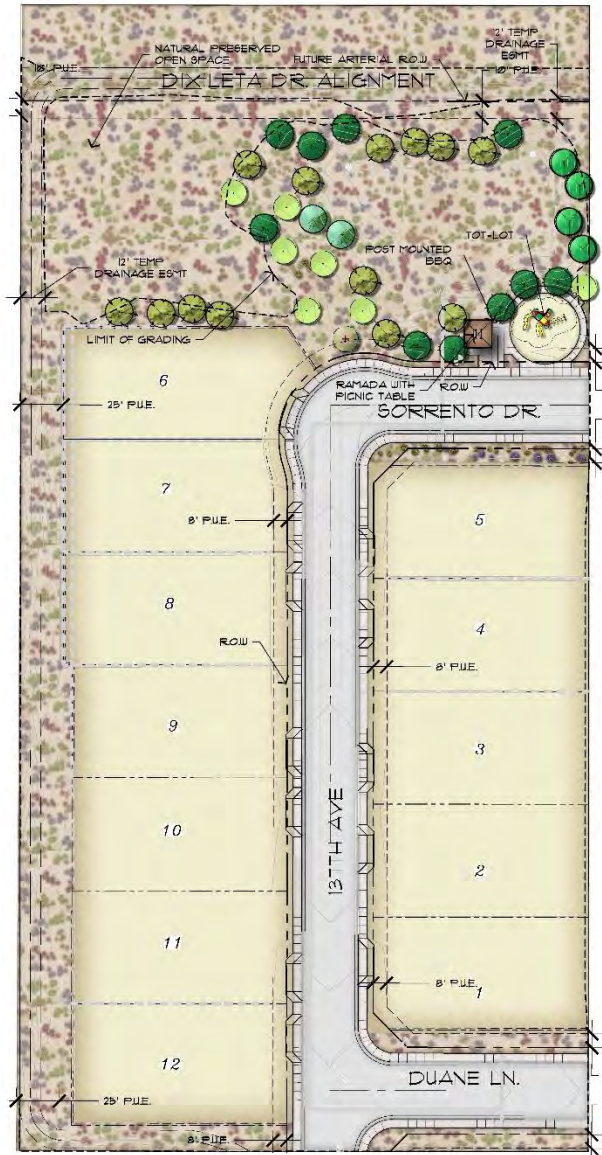 2' TEMP
DRAINAGE
ESMT
NATURAL PRESERVED
OPEN SPACE
FUTURE ARTERIAL R.O.W
10' P.U.E.
DIXILETA DR. ALIGNMENT
TOT-LOT
POST MOUNTED
BBQ
12' TEMP
DRAINAGE ESMT
LIMIT OF GRADING
6
RAMADA WITH
PICNIC TABLE
R.O.W
25' P.U.E.
SORRENTO DR.
7
8' P.U.E.
5
8
4
R.O.W
8' P.U.E.
9
3
137TH AVE
10
2
11
8' P.U.E.
1
12
DUANE LN.
25' P.U.E.
8' P.U.E.